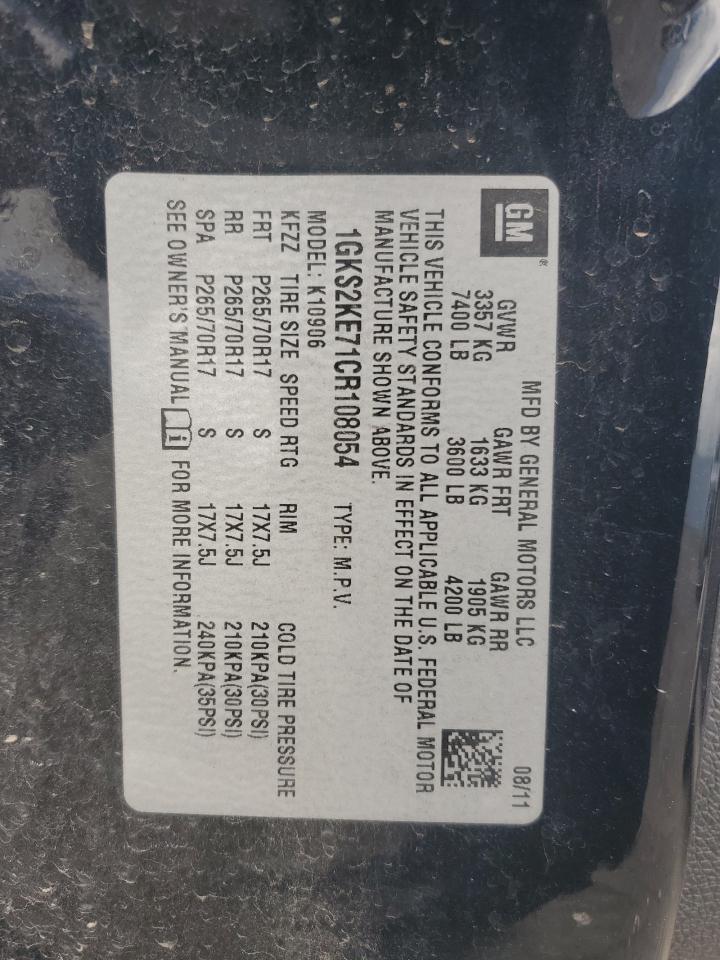 GM®
MFD BY GENERAL MOTORS LLC 08/11
GVWR GAWR FRT GAWR RR
3357 KG 1633 KG 1905 KG
7400 LB 3600 LB 4200 LB
THIS VEHICLE CONFORMS TO ALL APPLICABLE U.S. FEDERAL MOTOR
VEHICLE SAFETY STANDARDS IN EFFECT ON THE DATE OF
MANUFACTURE SHOWN ABOVE.
1GKS2KE71CR108054 TYPE: M.P.V.
MODEL: K10906
KFZZ TIRE SIZE SPEED RTG RIM COLD TIRE PRESSURE
FRT P265/70R17 S 17X7.5J 210KPA(30PSI)
RR P265/70R17 S 17X7.5J 210KPA(30PSI)
SPA P265/70R17 S 17X7.5J 240KPA(35PSI)
SEE OWNER'S MANUAL i FOR MORE INFORMATION.